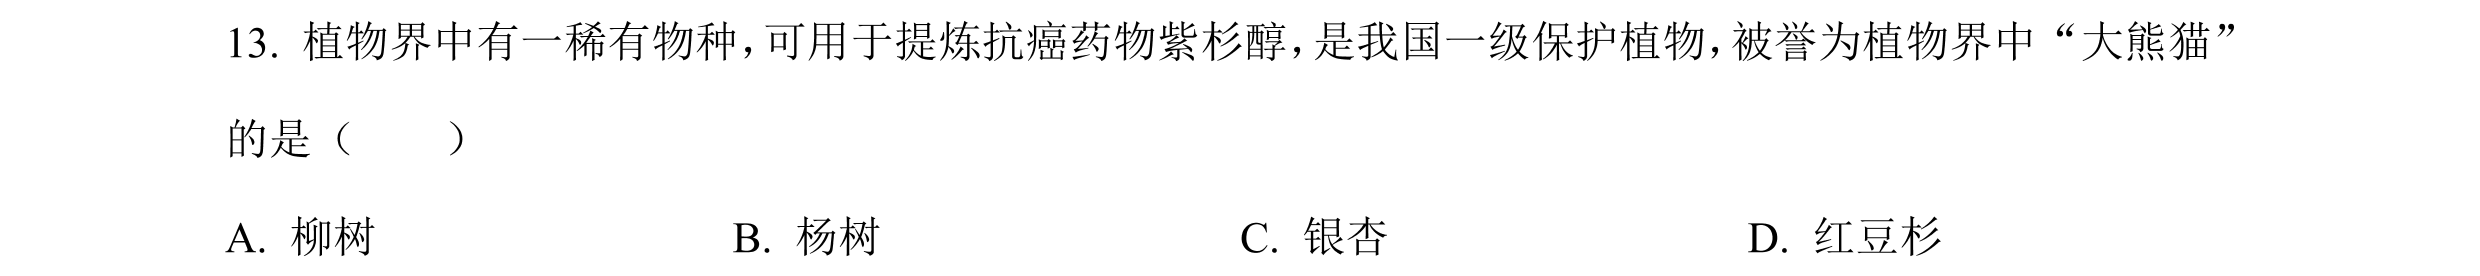 13. 植物界中有一稀有物种，可用于提炼抗癌药物紫杉醇，是我国一级保护植物，被誉为植物界中“大熊猫”
的是（　　）
A. 柳树　B. 杨树　C. 银杏　D. 红豆杉